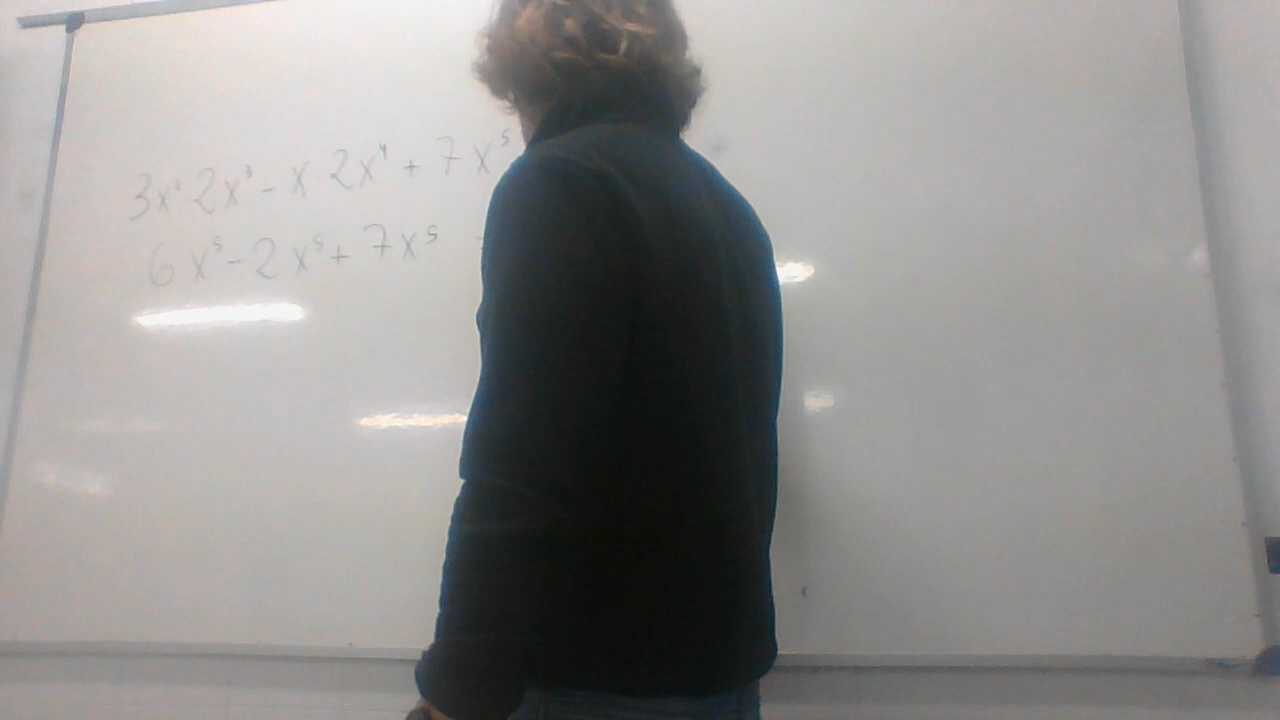 3x² 2x³ - x 2x⁴ + 7x⁵
6x⁵ - 2x⁵ + 7x⁵